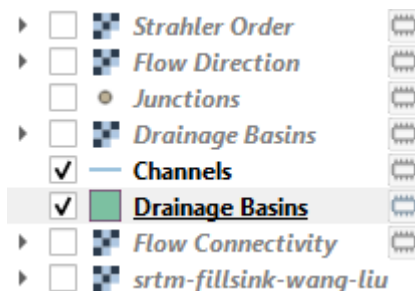 Strahler Order
Flow Direction
Junctions
Drainage Basins
Channels
Drainage Basins
Flow Connectivity
srtm-fillsink-wang-liu